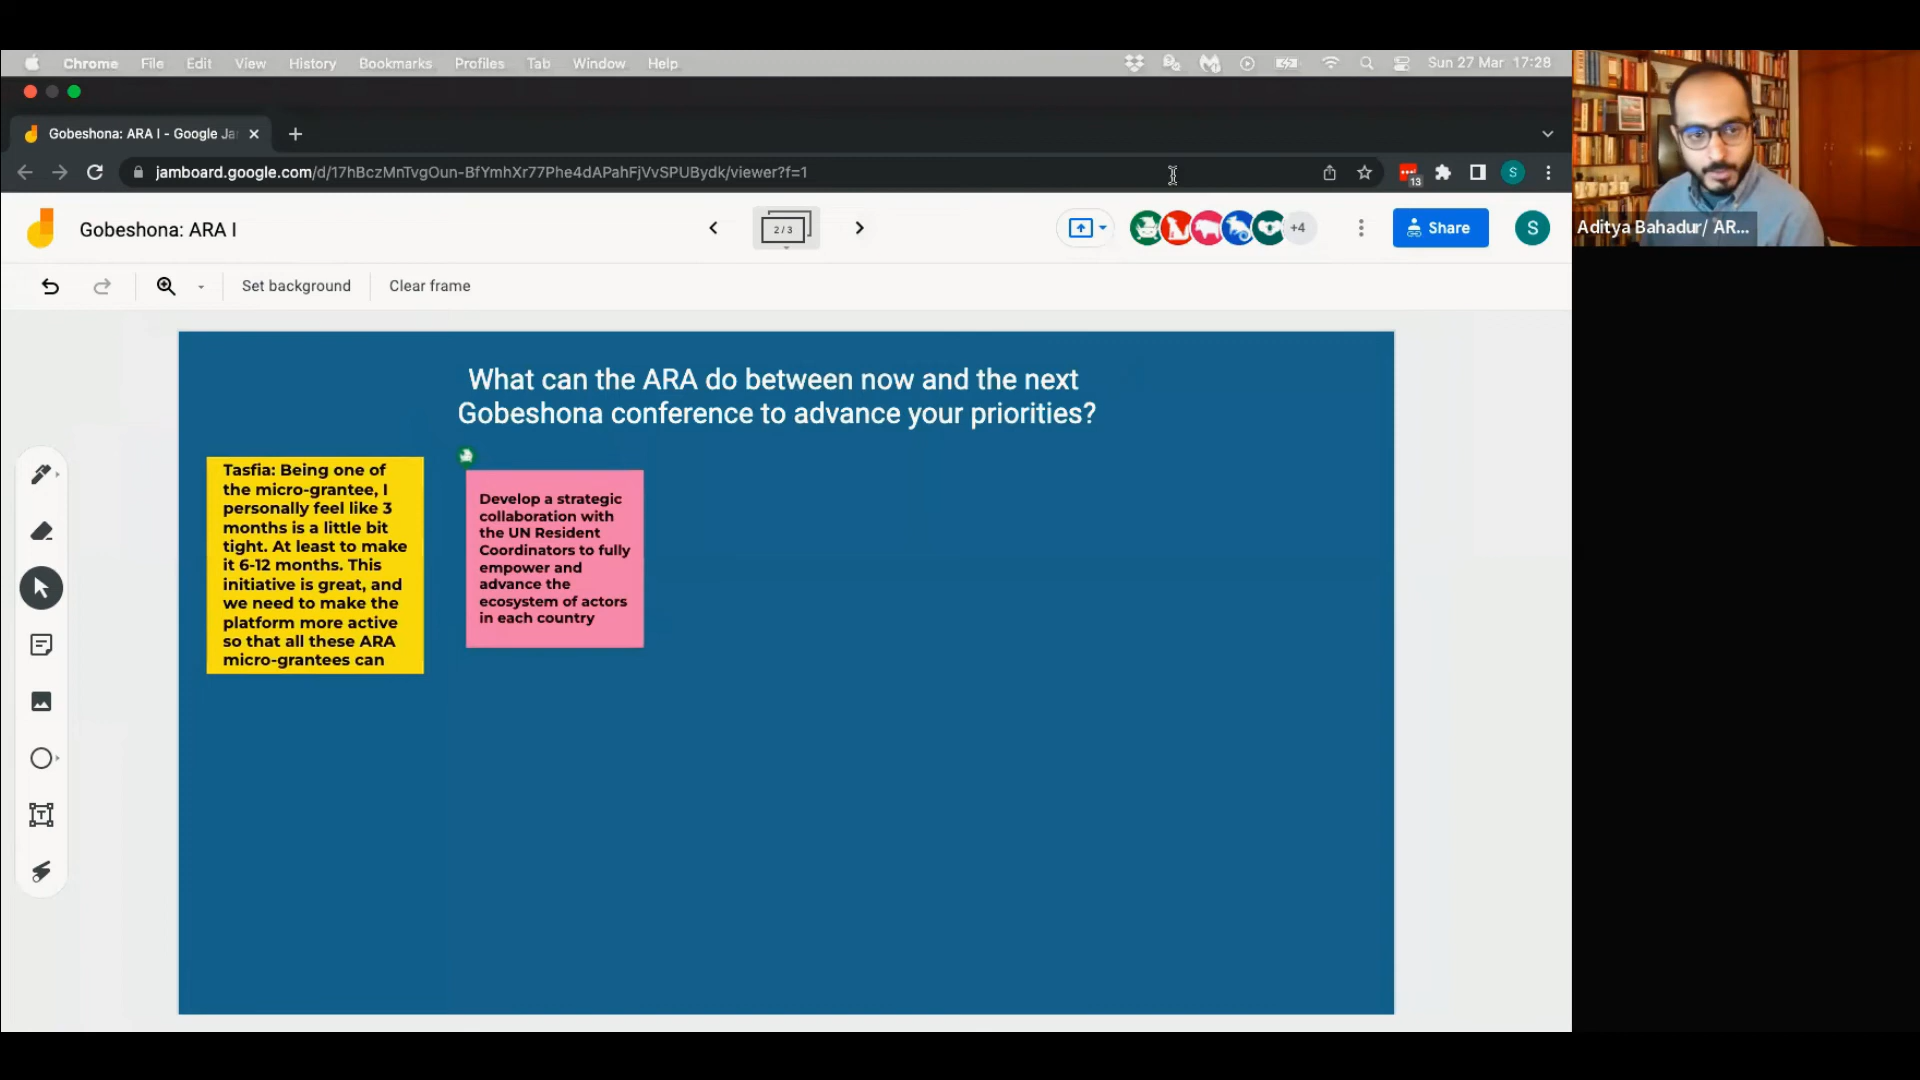 Chrome File Edit View History Bookmarks Profiles Tab Window Help Sun 27 Mar 17:28
Gobeshona: ARA I - Google Ja
jamboard.google.com/d/17hBczMnTvgOun-BfYmhXr77Phe4dAPahFjVvSPUBydk/viewer?f=1 13 S
Gobeshona: ARA I 2/3 +4 Share S
Set background Clear frame
What can the ARA do between now and the next
Gobeshona conference to advance your priorities?
Tasfia: Being one of
the micro-grantee, I
personally feel like 3
months is a little bit
tight. At least to make
it 6-12 months. This
initiative is great, and
we need to make the
platform more active
so that all these ARA
micro-grantees can
Develop a strategic
collaboration with
the UN Resident
Coordinators to fully
empower and
advance the
ecosystem of actors
in each country
Aditya Bahadur/ AR...